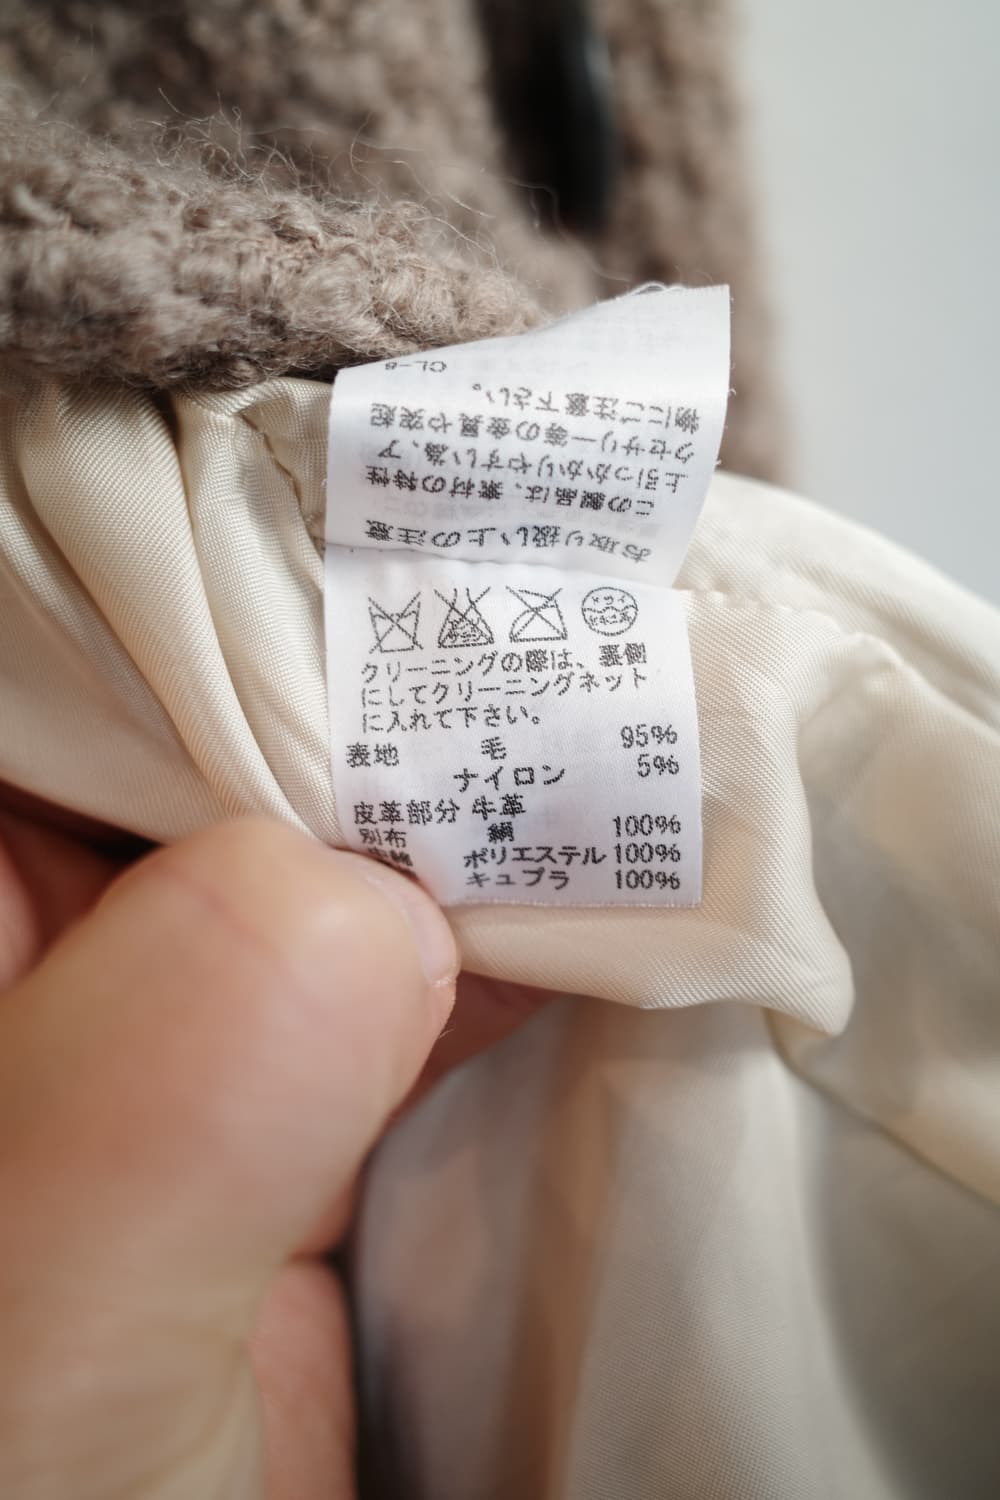 お取り扱い上の注意
この製品は、素材の特性
上引っかかりやすい為、ア
クセサリー等の金具や突起
物にご注意下さい。
CL-8
クリーニングの際は、裏側
にしてクリーニングネット
に入れて下さい。
表地 毛 95%
ナイロン 5%
皮革部分 牛革
別布 絹 100%
ポリエステル 100%
キュプラ 100%